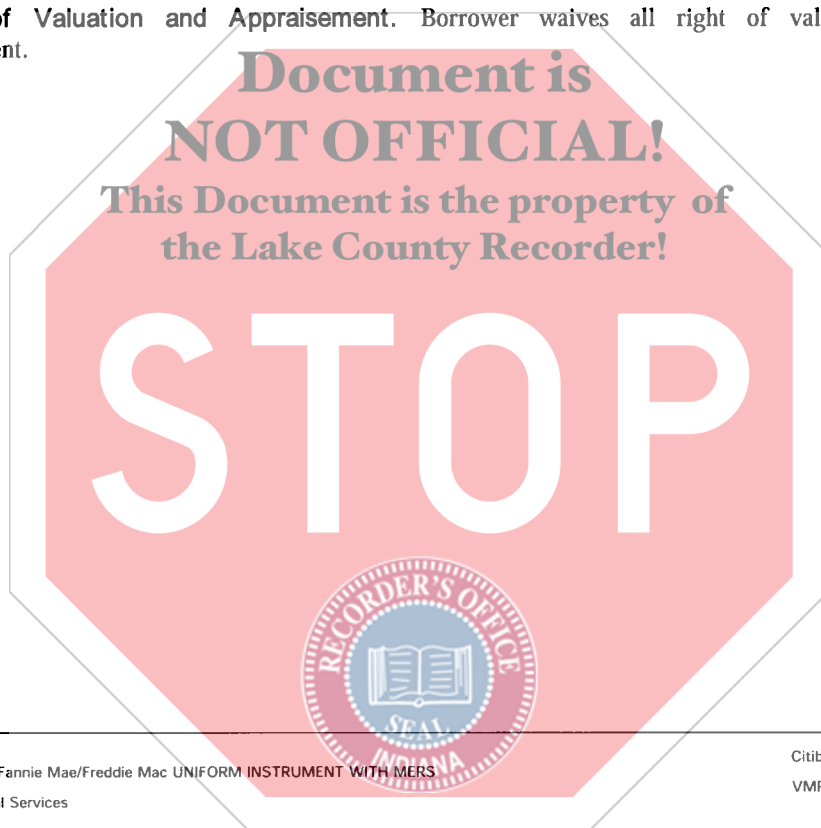 of Valuation and Appraisement. Borrower waives all right of val
ent.
Document is
NOT OFFICIAL!
This Document is the property of
the Lake County Recorder!
STOP
RECORDER'S OFFICE
SEAL
INDIANA
Citib
Fannie Mae/Freddie Mac UNIFORM INSTRUMENT WITH MERS
VMP
l Services